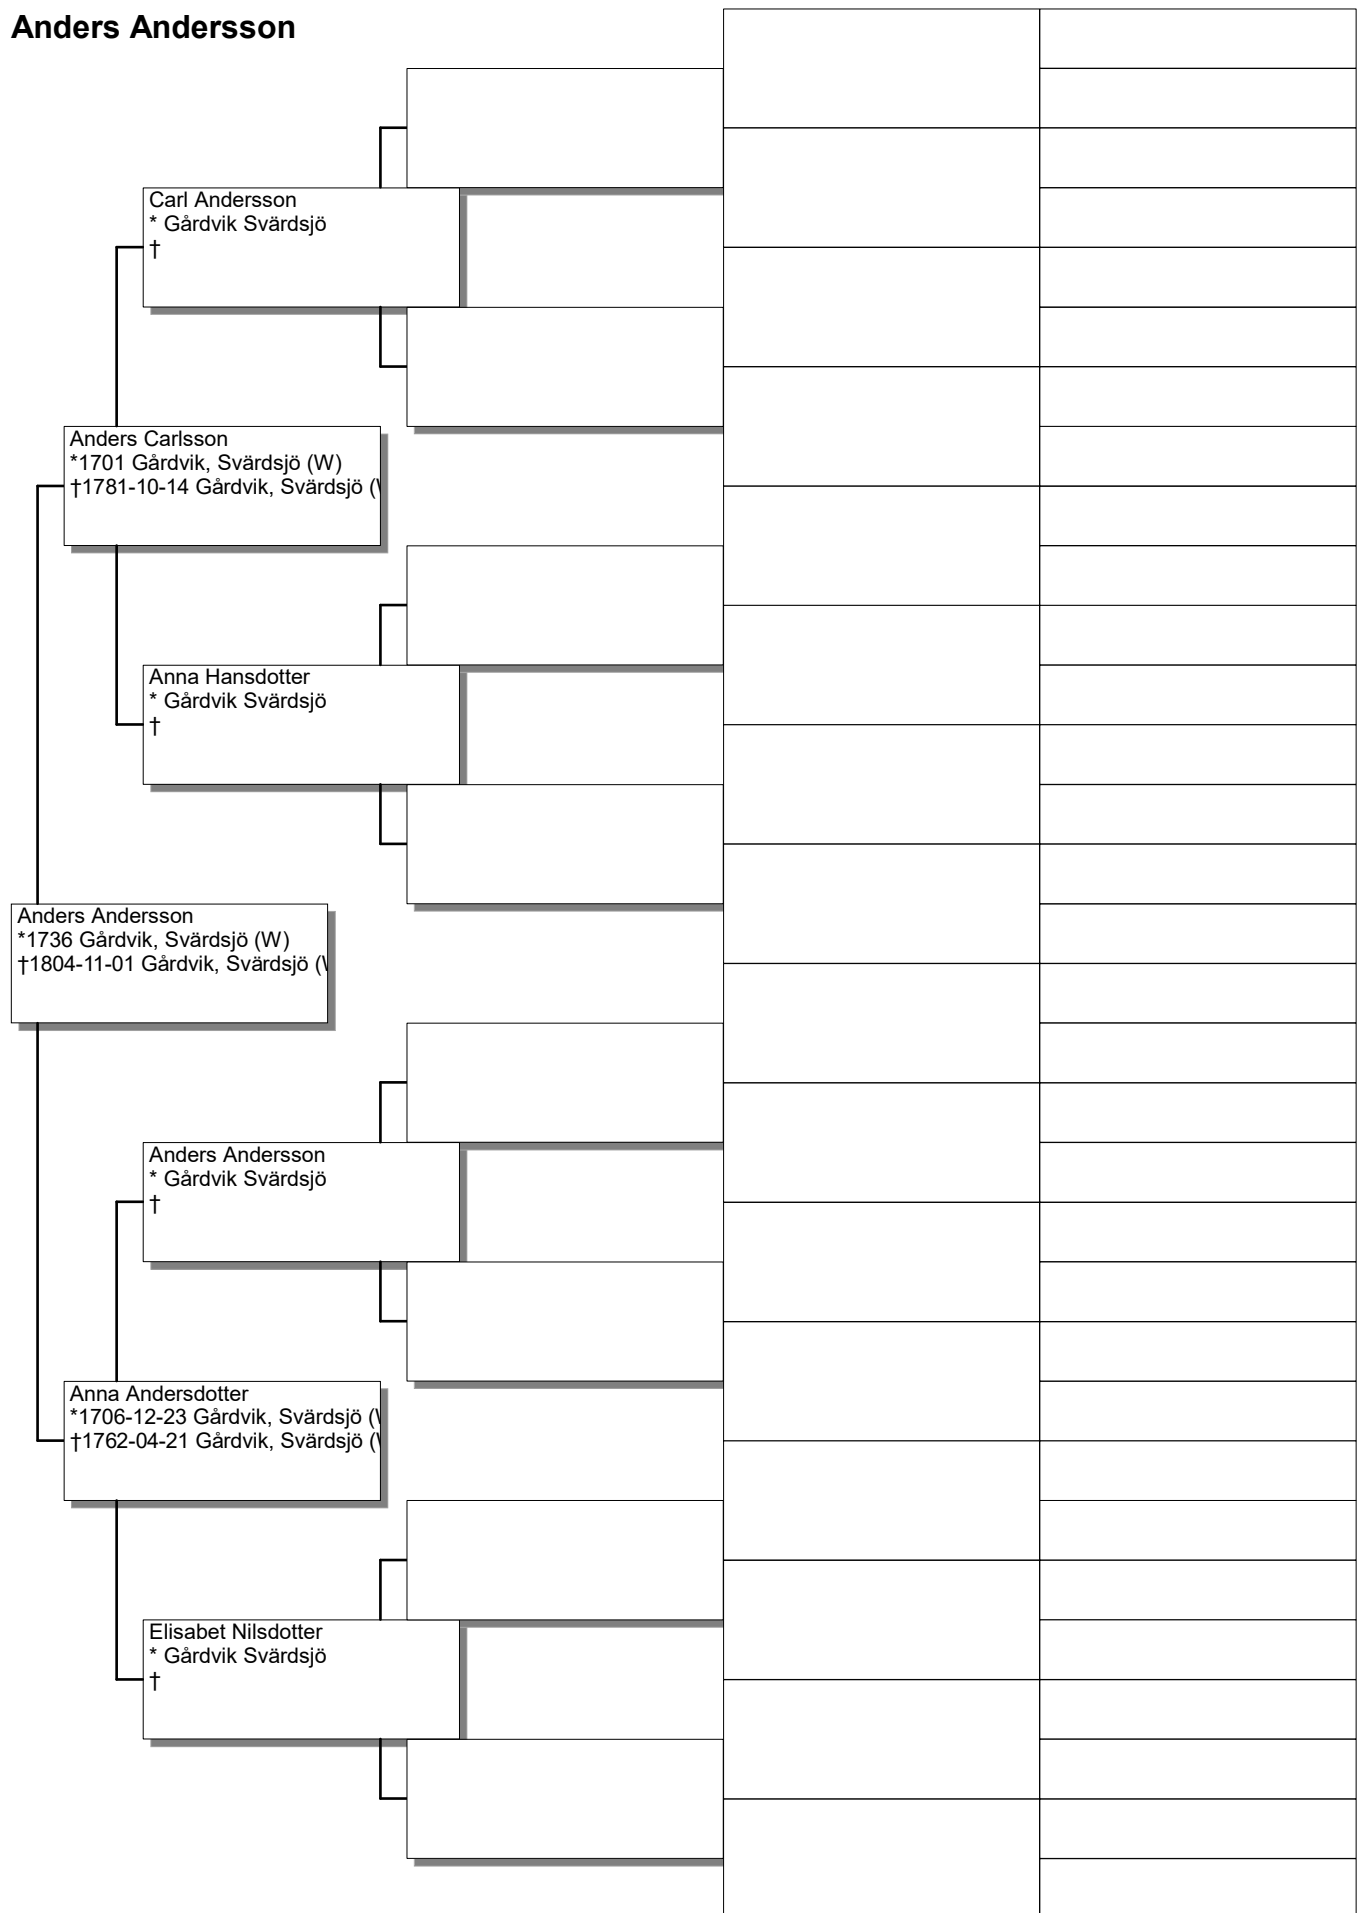 Anders Andersson
Carl Andersson
* Gårdvik Svärdsjö
†
Anders Carlsson
*1701 Gårdvik, Svärdsjö (W)
†1781-10-14 Gårdvik, Svärdsjö (
Anna Hansdotter
* Gårdvik Svärdsjö
†
Anders Andersson
*1736 Gårdvik, Svärdsjö (W)
†1804-11-01 Gårdvik, Svärdsjö (
Anders Andersson
* Gårdvik Svärdsjö
†
Anna Andersdotter
*1706-12-23 Gårdvik, Svärdsjö (
†1762-04-21 Gårdvik, Svärdsjö (
Elisabet Nilsdotter
* Gårdvik Svärdsjö
†